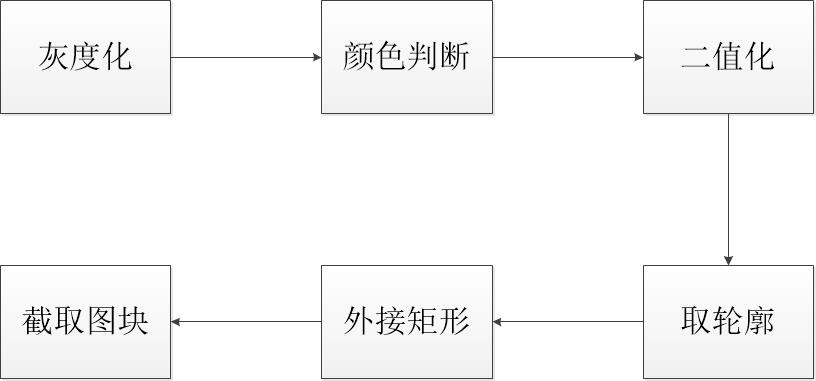 灰度化
颜色判断
二值化
取轮廓
外接矩形
截取图块